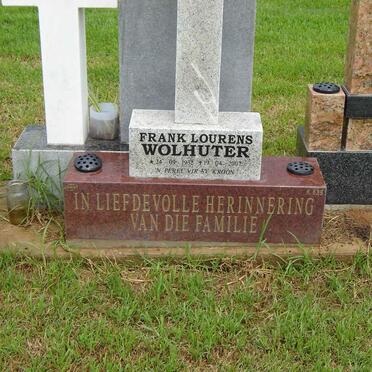 FRANK LOURENS
WOLHUTER
'N PEREL VIR SY KROON
IN LIEFDEVOLLE HERINNERING
VAN DIE FAMILIE